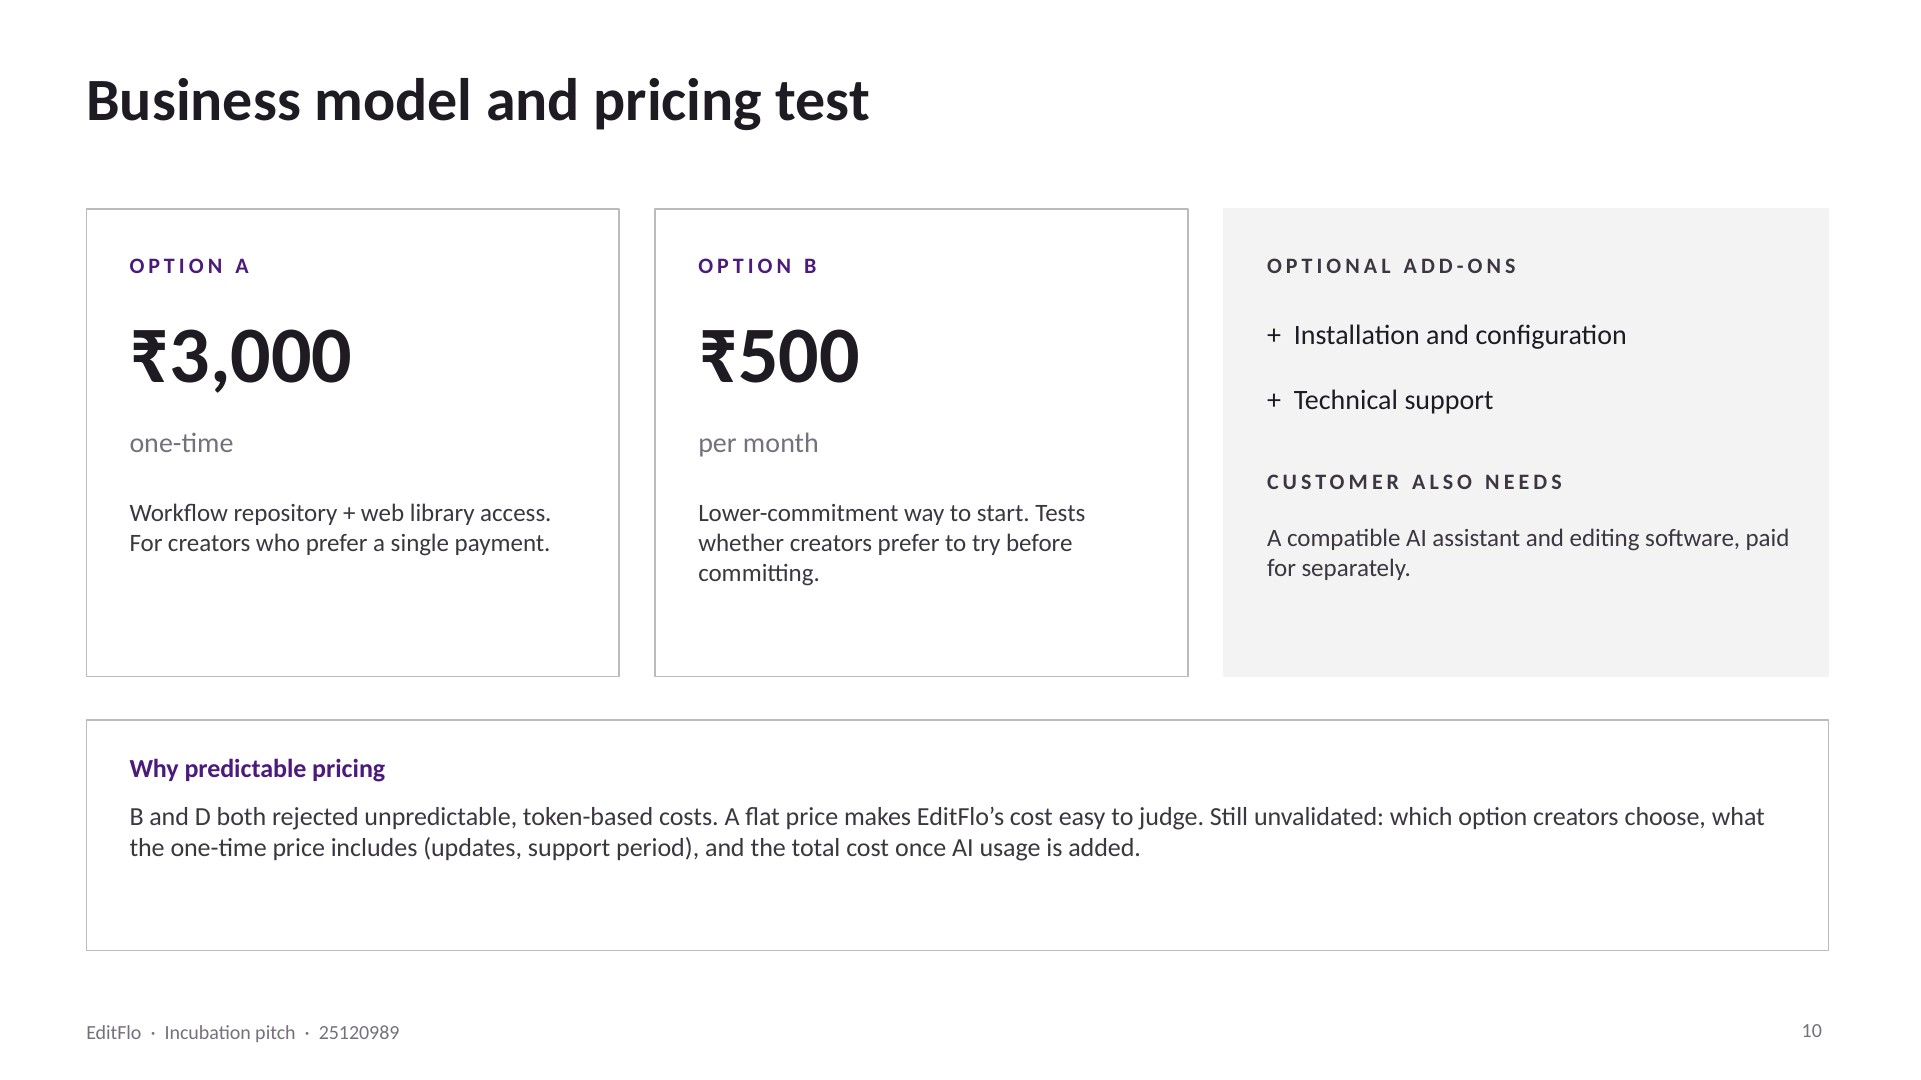 Business model and pricing test
OPTION A
₹3,000
one-time
Workflow repository + web library access.
For creators who prefer a single payment.
OPTION B
₹500
per month
Lower-commitment way to start. Tests
whether creators prefer to try before
committing.
OPTIONAL ADD-ONS
+ Installation and configuration
+ Technical support
CUSTOMER ALSO NEEDS
A compatible AI assistant and editing software, paid
for separately.
Why predictable pricing
B and D both rejected unpredictable, token-based costs. A flat price makes EditFlo’s cost easy to judge. Still unvalidated: which option creators choose, what
the one-time price includes (updates, support period), and the total cost once AI usage is added.
EditFlo · Incubation pitch · 25120989
10